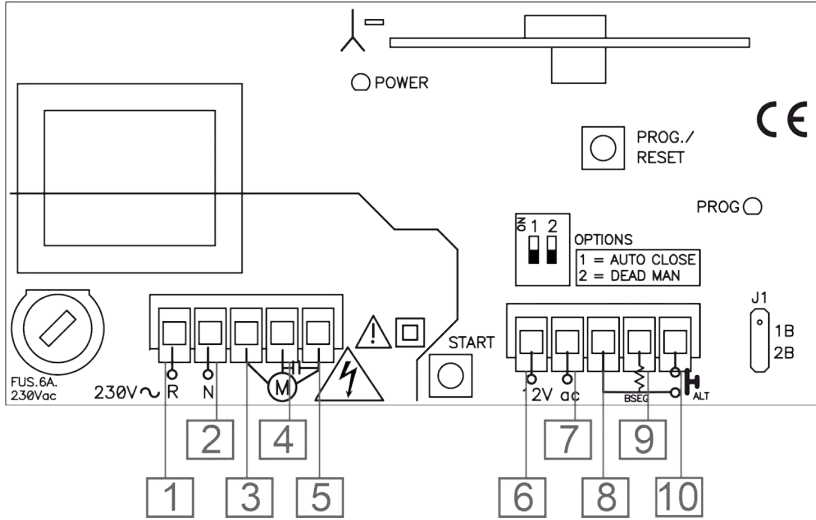 POWER
CE
PROG./
RESET
PROG
ON
1 2
OPTIONS
1 = AUTO CLOSE
2 = DEAD MAN
J1
1B
2B
START
FUS.6A.
230Vac
230V~ R N
M
12V ac
BSEG
ALT
2
4
7
9
1
3
5
6
8
10